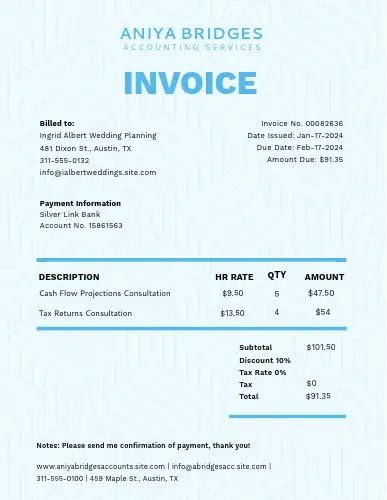 ANIYA BRIDGES
ACCOUNTING SERVICES
INVOICE
Billed to:
Ingrid Albert Wedding Planning
481 Dixon St., Austin, TX
311-555-0132
info@ialbertweddings.site.com
Invoice No. 00082636
Date Issued: Jan-17-2024
Due Date: Feb-17-2024
Amount Due: $91.35
Payment Information
Silver Link Bank
Account No. 15861563
DESCRIPTION HR RATE QTY AMOUNT
Cash Flow Projections Consultation $9.50 5 $47.50
Tax Returns Consultation $13.50 4 $54
Subtotal $101.50
Discount 10%
Tax Rate 0%
Tax $0
Total $91.35
Notes: Please send me confirmation of payment, thank you!
www.aniyabridgesaccounts.site.com | info@abridgesacc.site.com |
311-555-0100 | 459 Maple St., Austin, TX